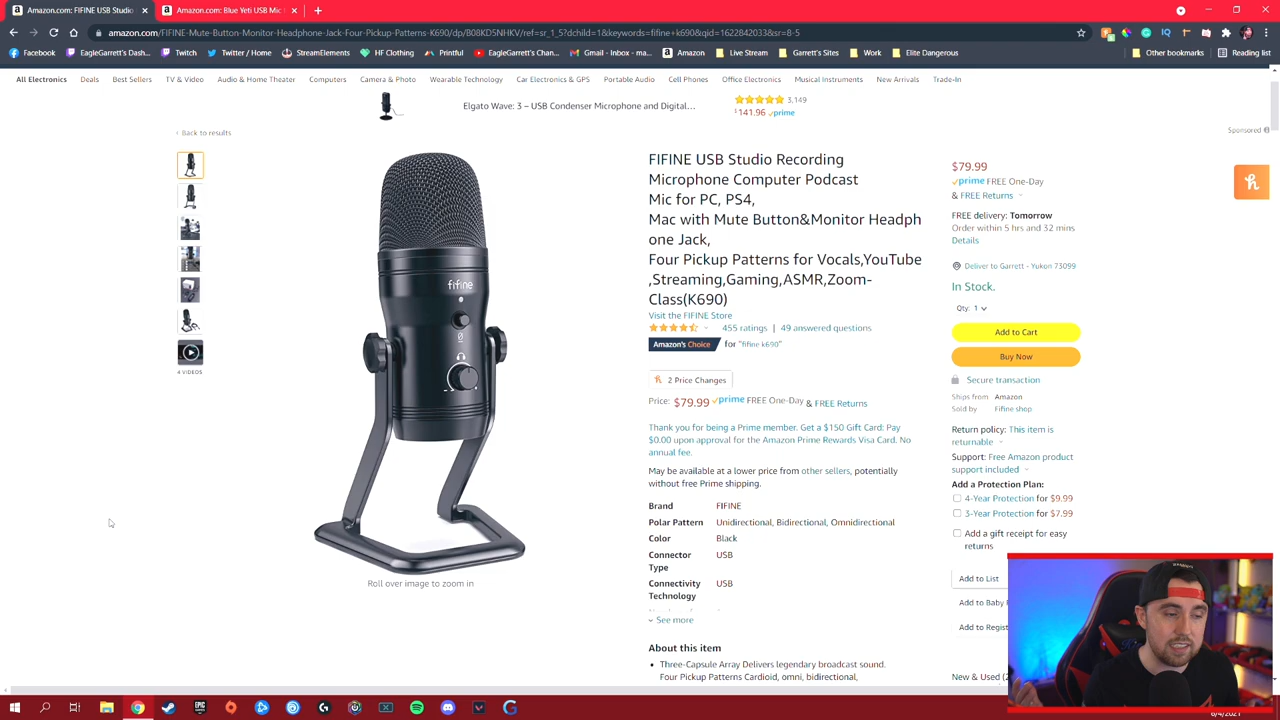 Amazon.com: FIFINE USB Studio
Amazon.com: Blue Yeti USB Mic
amazon.com/FIFINE-Mute-Button-Monitor-Headphone-Jack-Four-Pickup-Patterns-K690/dp/B08KD5NHKV/ref=sr_1_5?dchild=1&keywords=fifine+k690&qid=1628420433&sr=8-5
Facebook EagleGarrett's Dash... Twitch Twitter / Home StreamElements HF Clothing Printful EagleGarrett's Chan... Gmail - Inbox - ma... Amazon Live Stream Garrett's Sites Work Elite Dangerous Other bookmarks Reading list
All Electronics Deals Best Sellers TV & Video Audio & Home Theater Computers Camera & Photo Wearable Technology Car Electronics & GPS Portable Audio Cell Phones Office Electronics Musical Instruments New Arrivals Trade-In
Elgato Wave: 3 – USB Condenser Microphone and Digital...
3,149
$141.96 prime
Sponsored
‹ Back to results
4 VIDEOS
fifine
Roll over image to zoom in
FIFINE USB Studio Recording
Microphone Computer Podcast
Mic for PC, PS4,
Mac with Mute Button&Monitor Headph
one Jack,
Four Pickup Patterns for Vocals,YouTube
,Streaming,Gaming,ASMR,Zoom-
Class(K690)
Visit the FIFINE Store
455 ratings | 49 answered questions
Amazon's Choice for "fifine k690"
2 Price Changes
Price: $79.99 prime FREE One-Day & FREE Returns
Thank you for being a Prime member. Get a $150 Gift Card: Pay
$0.00 upon approval for the Amazon Prime Rewards Visa Card. No
annual fee.
May be available at a lower price from other sellers, potentially
without free Prime shipping.
Brand FIFINE
Polar Pattern Unidirectional, Bidirectional, Omnidirectional
Color Black
Connector USB
Type
Connectivity USB
Technology
See more
About this item
• Three-Capsule Array Delivers legendary broadcast sound.
Four Pickup Patterns Cardioid, omni, bidirectional,
$79.99
prime FREE One-Day
& FREE Returns
FREE delivery: Tomorrow
Order within 5 hrs and 32 mins
Details
Deliver to Garrett - Yukon 73099
In Stock.
Qty: 1
Add to Cart
Buy Now
Secure transaction
Ships from Amazon
Sold by Fifine shop
Return policy: This item is
returnable
Support: Free Amazon product
support included
Add a Protection Plan:
4-Year Protection for $9.99
3-Year Protection for $7.99
Add a gift receipt for easy
returns
Add to List
Add to Baby
Add to Regist
New & Used (2
8/4/2021